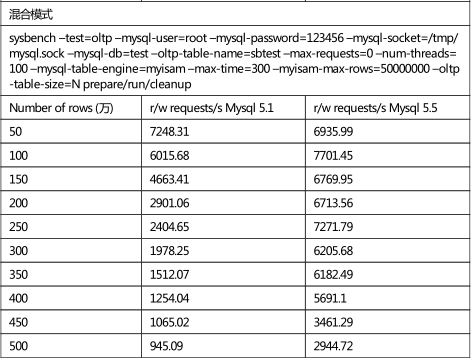 混合模式
sysbench –test=oltp –mysql-user=root –mysql-password=123456 –mysql-socket=/tmp/
mysql.sock –mysql-db=test –oltp-table-name=sbtest –max-requests=0 –num-threads=
100 –mysql-table-engine=myisam –max-time=300 –myisam-max-rows=50000000 –oltp
-table-size=N prepare/run/cleanup
Number of rows (万) r/w requests/s Mysql 5.1 r/w requests/s Mysql 5.5
50 7248.31 6935.99
100 6015.68 7701.45
150 4663.41 6769.95
200 2901.06 6713.56
250 2404.65 7271.79
300 1978.25 6205.68
350 1512.07 6182.49
400 1254.04 5691.1
450 1065.02 3461.29
500 945.09 2944.72